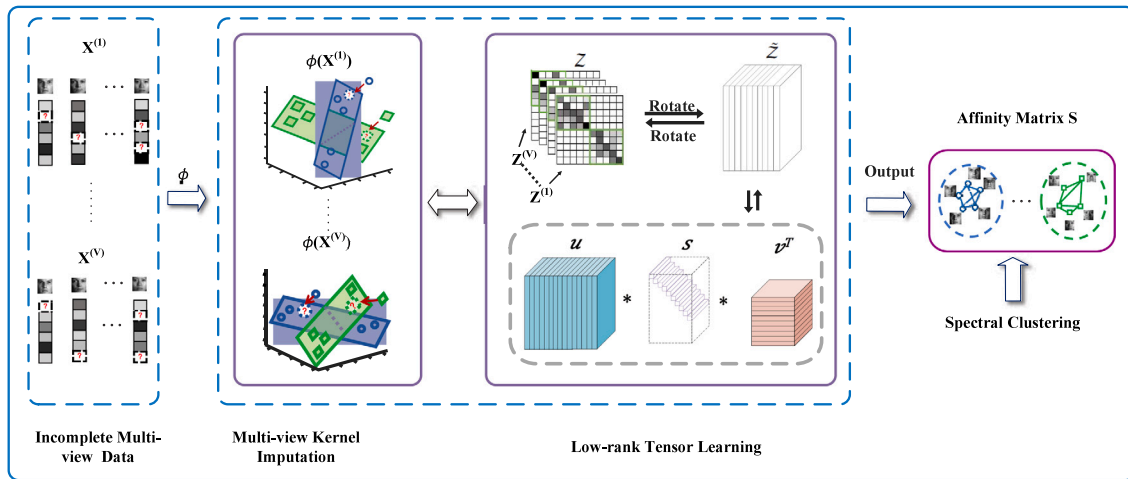 X^(1)
? ? ? ?
X^(V)
? ? ? ?
Incomplete Multi-
view Data
ϕ
ϕ(X^(1))
ϕ(X^(V))
? ?
Multi-view Kernel
Imputation
Z
Z̃
Rotate
Rotate
Z^(V)
Z^(1)
u
s
v^T
*
*
Low-rank Tensor Learning
Output
Affinity Matrix S
Spectral Clustering